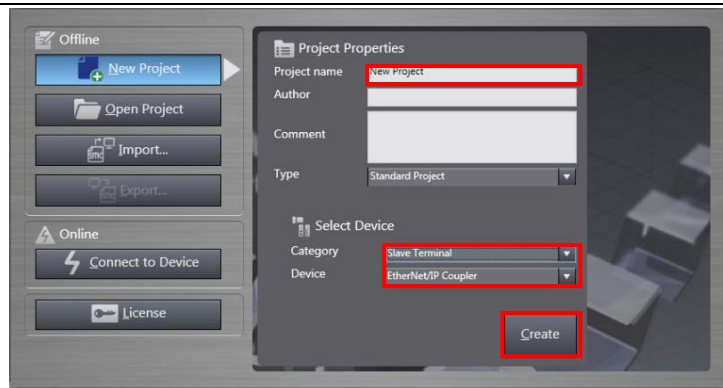 Offline
New Project
Open Project
Import...
Export...
Online
Connect to Device
License
Project Properties
Project name New Project
Author
Comment
Type Standard Project
Select Device
Category Slave Terminal
Device EtherNet/IP Coupler
Create